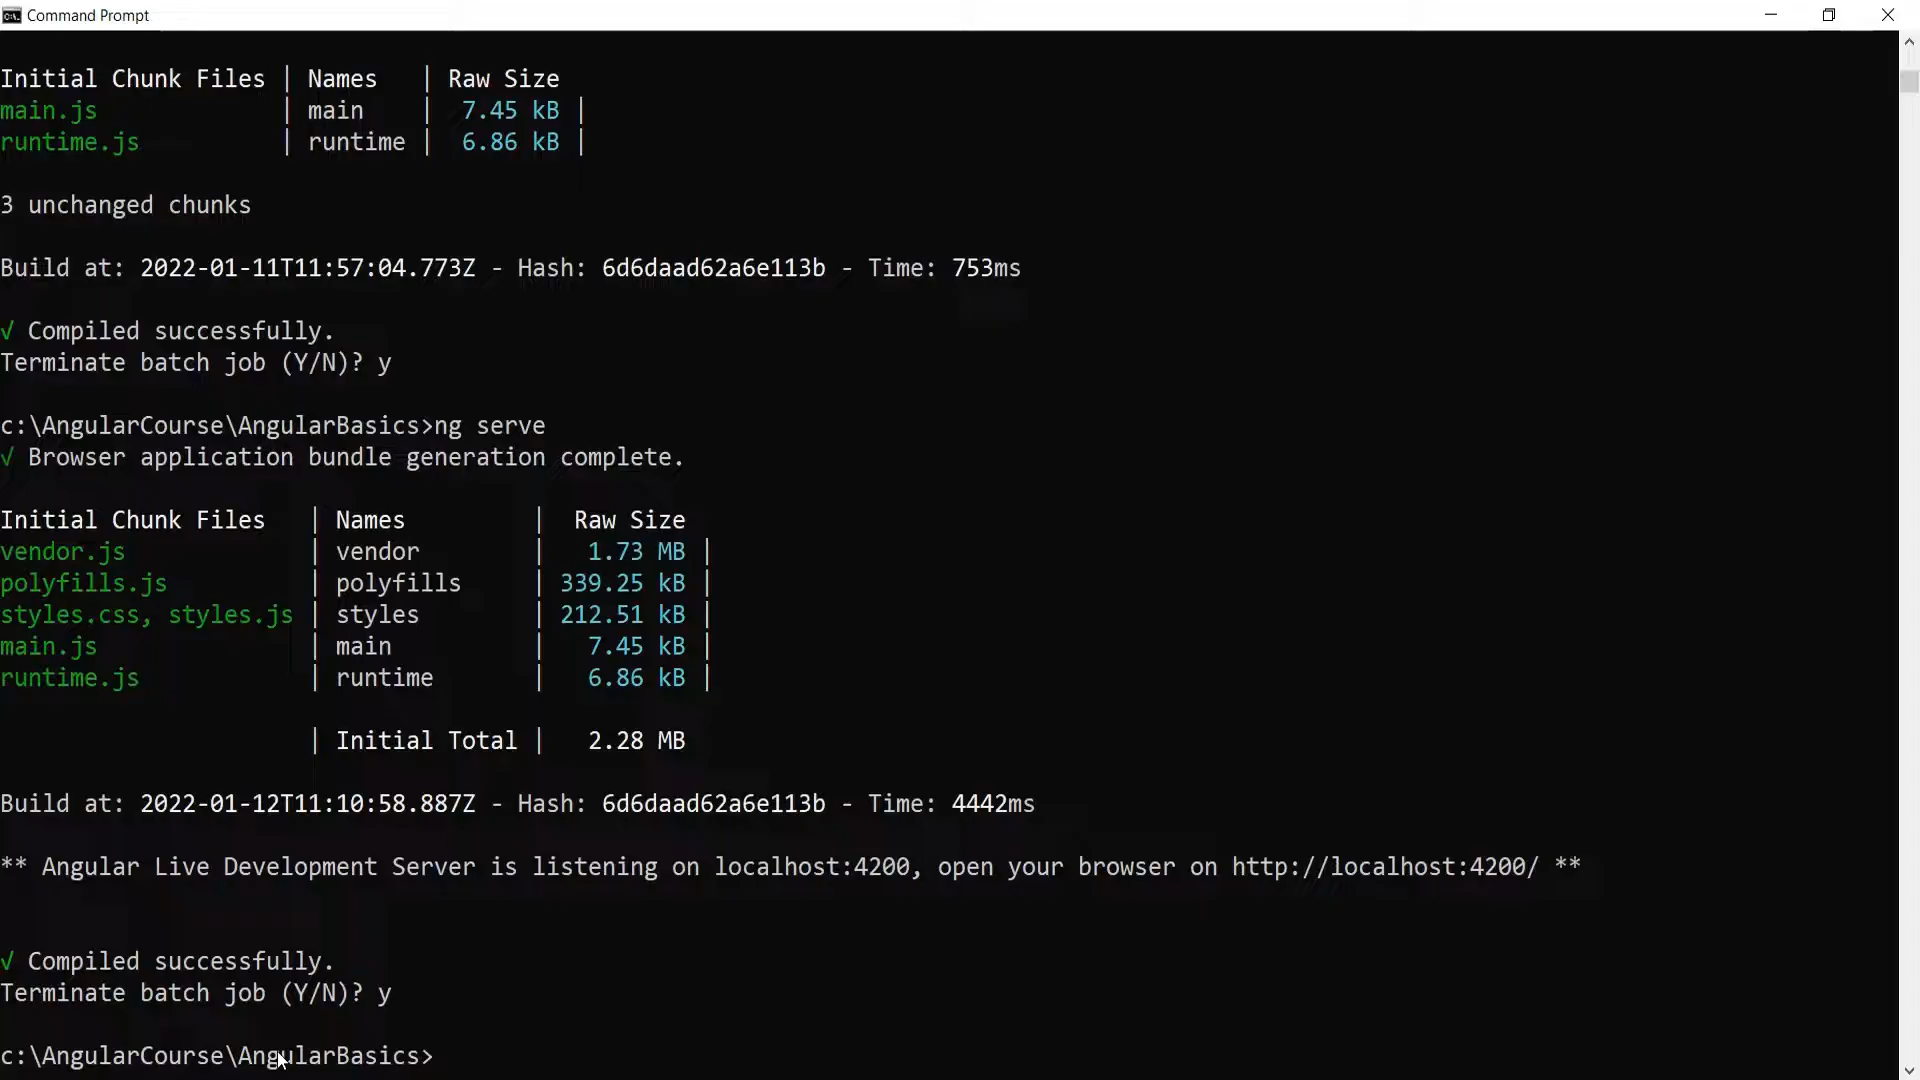 Command Prompt
Initial Chunk Files | Names | Raw Size
main.js | main | 7.45 kB |
runtime.js | runtime | 6.86 kB |
3 unchanged chunks
Build at: 2022-01-11T11:57:04.773Z - Hash: 6d6daad62a6e113b - Time: 753ms
√ Compiled successfully.
Terminate batch job (Y/N)? y
c:\AngularCourse\AngularBasics>ng serve
√ Browser application bundle generation complete.
Initial Chunk Files | Names | Raw Size
vendor.js | vendor | 1.73 MB |
polyfills.js | polyfills | 339.25 kB |
styles.css, styles.js | styles | 212.51 kB |
main.js | main | 7.45 kB |
runtime.js | runtime | 6.86 kB |
| Initial Total | 2.28 MB
Build at: 2022-01-12T11:10:58.887Z - Hash: 6d6daad62a6e113b - Time: 4442ms
** Angular Live Development Server is listening on localhost:4200, open your browser on http://localhost:4200/ **
√ Compiled successfully.
Terminate batch job (Y/N)? y
c:\AngularCourse\AngularBasics>